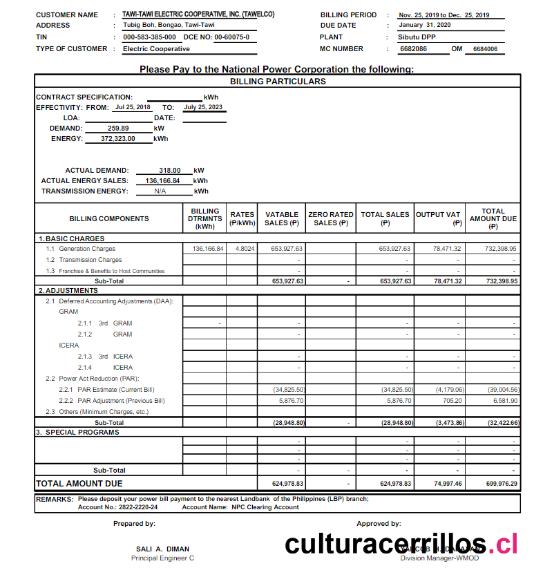 CUSTOMER NAME : TAWI-TAWI ELECTRIC COOPERATIVE, INC. (TAWELCO) BILLING PERIOD : Nov. 25, 2019 to Dec. 25, 2019
ADDRESS : Tubig Boh, Bongao, Tawi-Tawi DUE DATE : January 31, 2020
TIN : 000-583-385-000 DCE NO: 00-60075-0 PLANT : Sibutu DPP
TYPE OF CUSTOMER : Electric Cooperative MC NUMBER 6682086 OM 6684006
Please Pay to the National Power Corporation the following:
BILLING PARTICULARS
CONTRACT SPECIFICATION: kWh
EFFECTIVITY: FROM: Jul 25, 2018 TO: July 25, 2023
LOA: DATE:
DEMAND: 259.89 kW
ENERGY: 372,323.00 kWh
ACTUAL DEMAND: 318.00 kW
ACTUAL ENERGY SALES: 136,166.84 kWh
TRANSMISSION ENERGY: N/A kWh
BILLING COMPONENTS BILLING DTRMNTS (kWh) RATES (P/kWh) VATABLE SALES (P) ZERO RATED SALES (P) TOTAL SALES (P) OUTPUT VAT (P) TOTAL AMOUNT DUE (P)
1. BASIC CHARGES
1.1 Generation Charges 136,166.84 4.8024 653,927.63 653,927.63 78,471.32 732,398.95
1.2 Transmission Charges - - - -
1.3 Franchise & Benefits to Host Communities - - - -
Sub-Total 653,927.63 - 653,927.63 78,471.32 732,398.95
2. ADJUSTMENTS
2.1 Deferred Accounting Adjustments (DAA):
GRAM
2.1.1 3rd GRAM - - - - -
2.1.2 GRAM - - - -
ICERA
2.1.3 3rd ICERA - - - -
2.1.4 ICERA - - - -
2.2 Power Act Reduction (PAR):
2.2.1 PAR Estimate (Current Bill) (34,825.50) (34,825.50) (4,179.06) (39,004.56)
2.2.2 PAR Adjustment (Previous Bill) 5,876.70 5,876.70 705.20 6,581.90
2.3 Others (Minimum Charges, etc.) - - - -
Sub-Total (28,948.80) - (28,948.80) (3,473.86) (32,422.66)
3. SPECIAL PROGRAMS
- - - -
- - - -
- - - -
Sub-Total - - - - -
TOTAL AMOUNT DUE 624,978.83 - 624,978.83 74,997.46 699,976.29
REMARKS: Please deposit your power bill payment to the nearest Landbank of the Philippines (LBP) branch;
Account No.: 2822-2220-24 Account Name: NPC Clearing Account
Prepared by: Approved by:
culturacerrillos.cl
SALI A. DIMAN
Principal Engineer C Division Manager-WMOD